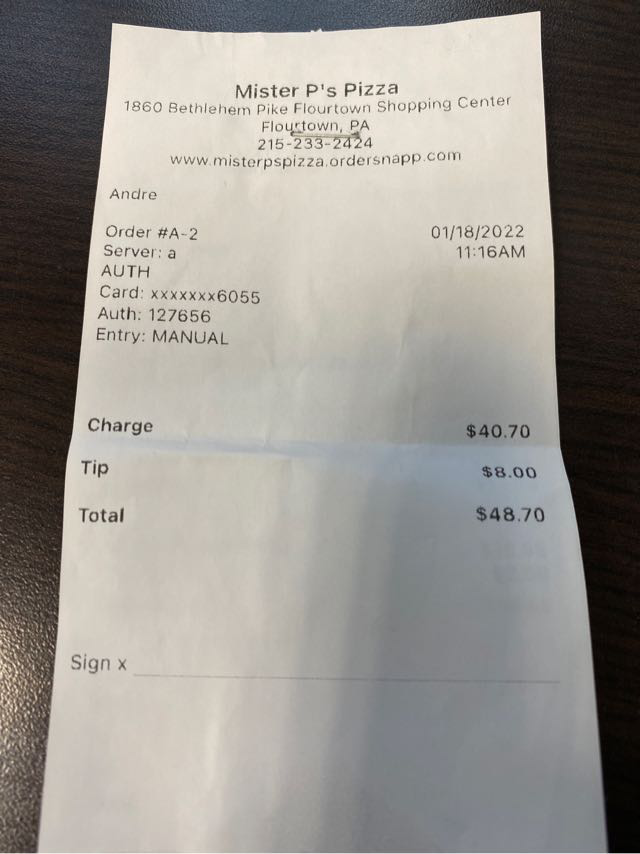 Mister P's Pizza
1860 Bethlehem Pike Flourtown Shopping Center
Flourtown, PA
215-233-2424
www.misterpspizza.ordersnapp.com
Andre
Order #A-2 01/18/2022
Server: a 11:16AM
AUTH
Card: xxxxxxx6055
Auth: 127656
Entry: MANUAL
Charge $40.70
Tip $8.00
Total $48.70
Sign x